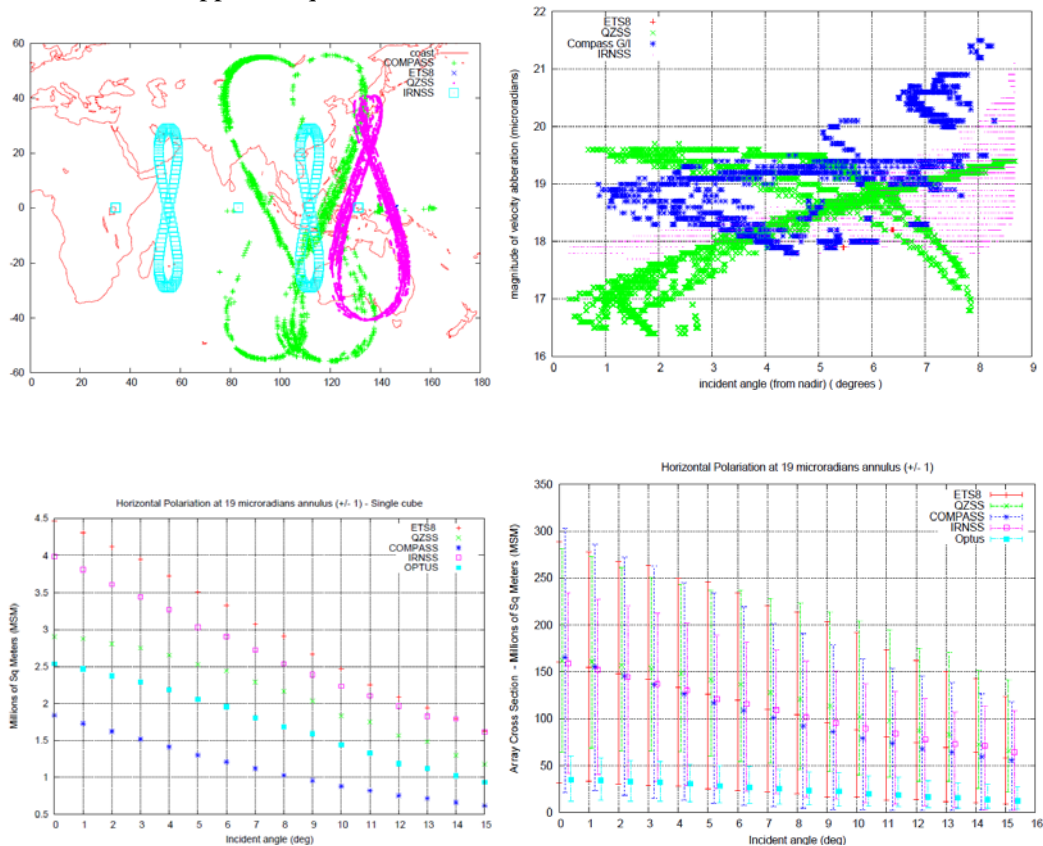 60
40
20
0
-20
-40
-60
0 20 40 60 80 100 120 140 160 180
coast
COMPASS
ETS8
QZSS
IRNSS
22
21
20
19
18
17
16
0 1 2 3 4 5 6 7 8 9
magnitude of velocity abberation (microradians)
incident angle (from nadir) ( degrees )
ETS8
QZSS
Compass G/I
IRNSS
Horizontal Polariation at 19 microradians annulus (+/- 1) - Single cube
4.5
4
3.5
3
2.5
2
1.5
1
0.5
0 1 2 3 4 5 6 7 8 9 10 11 12 13 14 15
Millions of Sq Meters (MSM)
Incident angle (deg)
ETS8
QZSS
COMPASS
IRNSS
OPTUS
Horizontal Polariation at 19 microradians annulus (+/- 1)
350
300
250
200
150
100
50
0
0 1 2 3 4 5 6 7 8 9 10 11 12 13 14 15 16
Array Cross Section - Millions of Sq Meters (MSM)
Incident angle (deg)
ETS8
QZSS
COMPASS
IRNSS
Optus